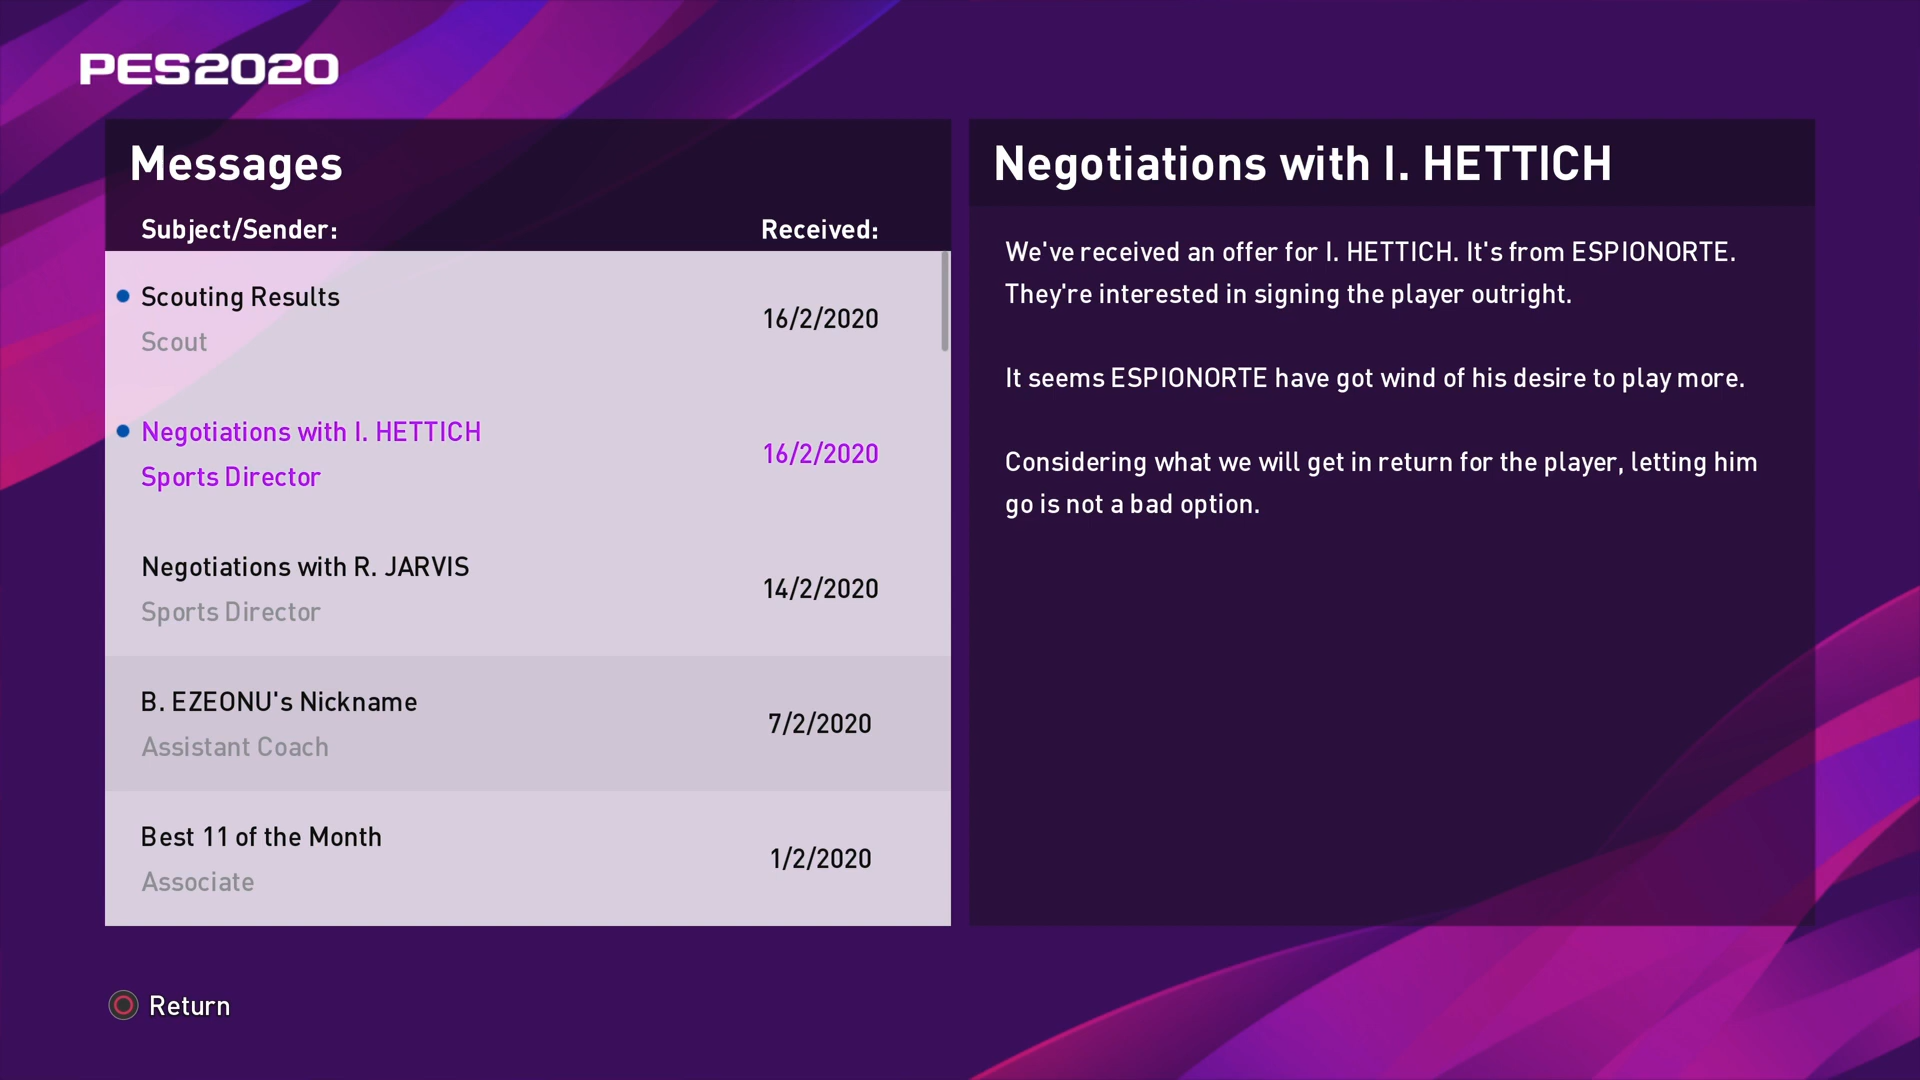 PES2020
Messages
Subject/Sender: Received:
Scouting Results
Scout
16/2/2020
Negotiations with I. HETTICH
Sports Director
16/2/2020
Negotiations with R. JARVIS
Sports Director
14/2/2020
B. EZEONU's Nickname
Assistant Coach
7/2/2020
Best 11 of the Month
Associate
1/2/2020
Negotiations with I. HETTICH
We've received an offer for I. HETTICH. It's from ESPIONORTE.
They're interested in signing the player outright.
It seems ESPIONORTE have got wind of his desire to play more.
Considering what we will get in return for the player, letting him
go is not a bad option.
Return